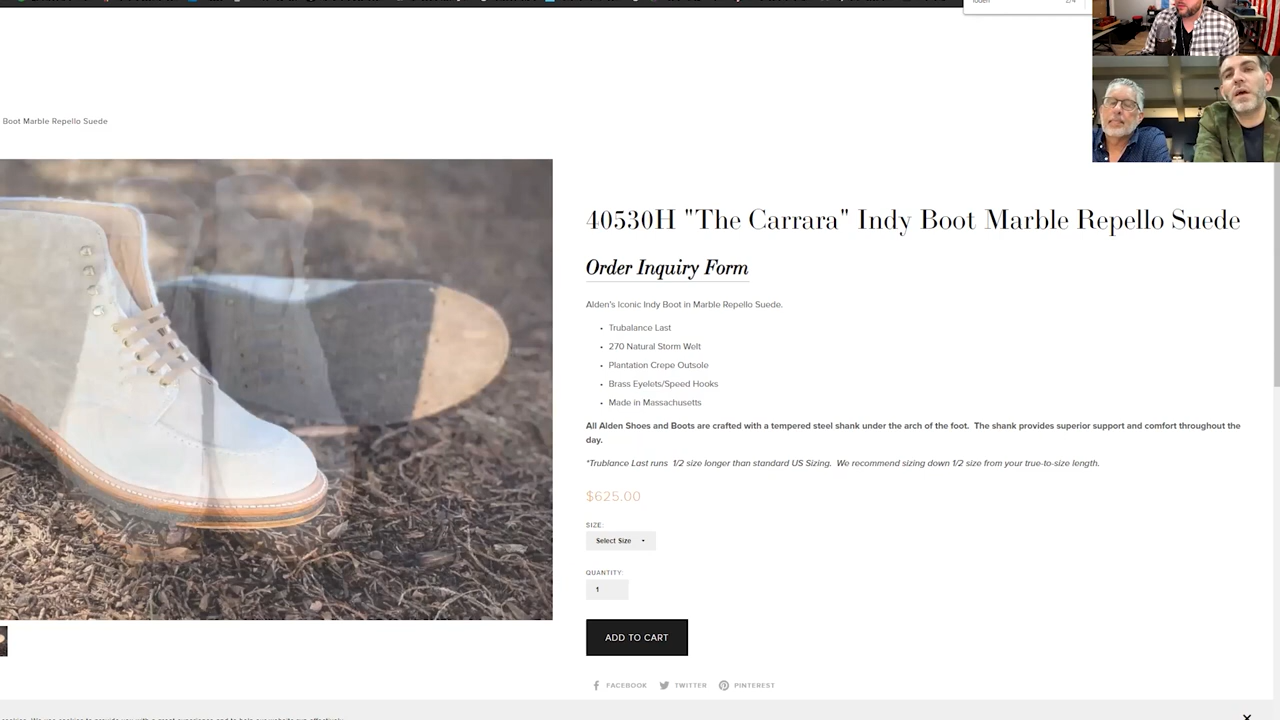 Boot Marble Repello Suede
40530H "The Carrara" Indy Boot Marble Repello Suede
Order Inquiry Form
Alden's Iconic Indy Boot in Marble Repello Suede.
• Trubalance Last
• 270 Natural Storm Welt
• Plantation Crepe Outsole
• Brass Eyelets/Speed Hooks
• Made in Massachusetts
All Alden Shoes and Boots are crafted with a tempered steel shank under the arch of the foot. The shank provides superior support and comfort throughout the
day.
*Trublance Last runs 1/2 size longer than standard US Sizing. We recommend sizing down 1/2 size from your true-to-size length.
$625.00
SIZE:
Select Size
QUANTITY:
1
ADD TO CART
FACEBOOK TWITTER PINTEREST